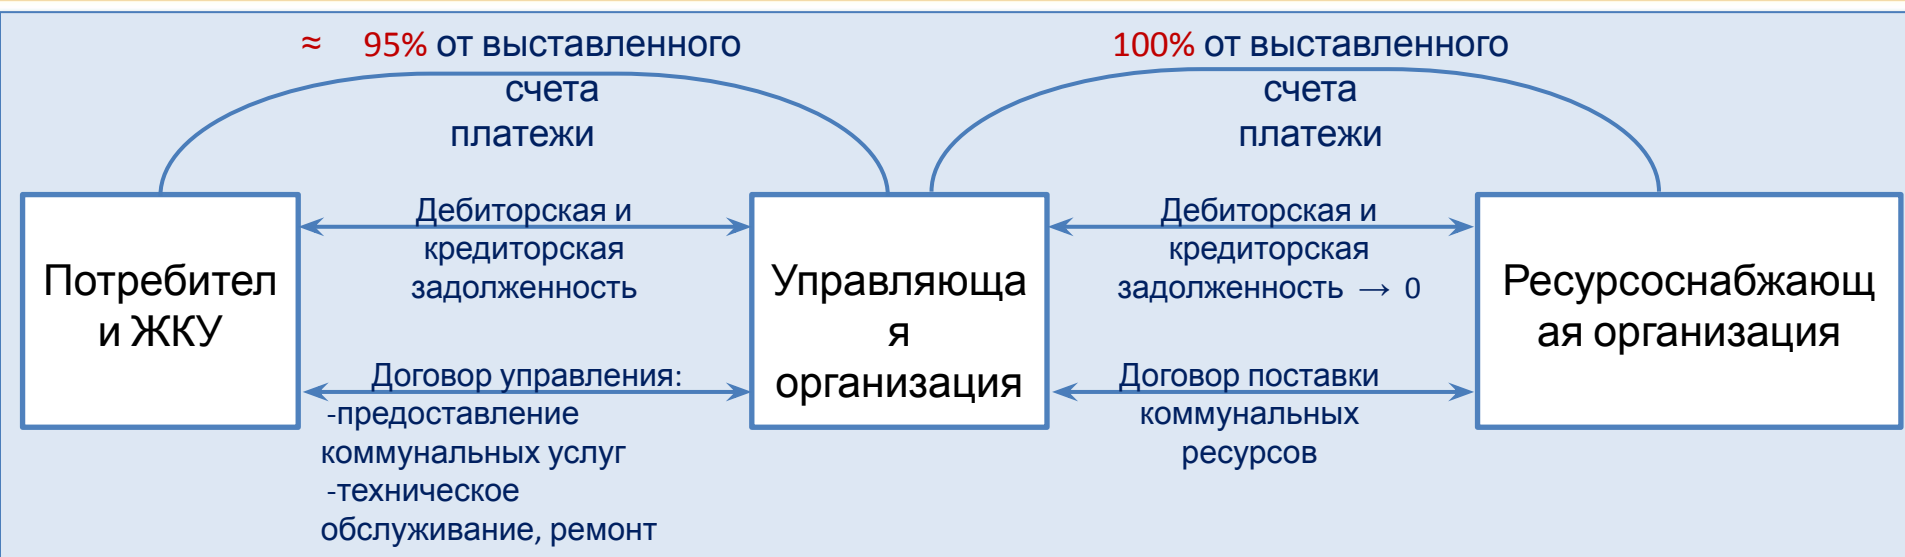 ≈ 95% от выставленного
счета
платежи
100% от выставленного
счета
платежи
Потребител
и ЖКУ
Дебиторская и
кредиторская
задолженность
Договор управления:
-предоставление
коммунальных услуг
-техническое
обслуживание, ремонт
Управляюща
я
организация
Дебиторская и
кредиторская
задолженность → 0
Договор поставки
коммунальных
ресурсов
Ресурсоснабжающ
ая организация